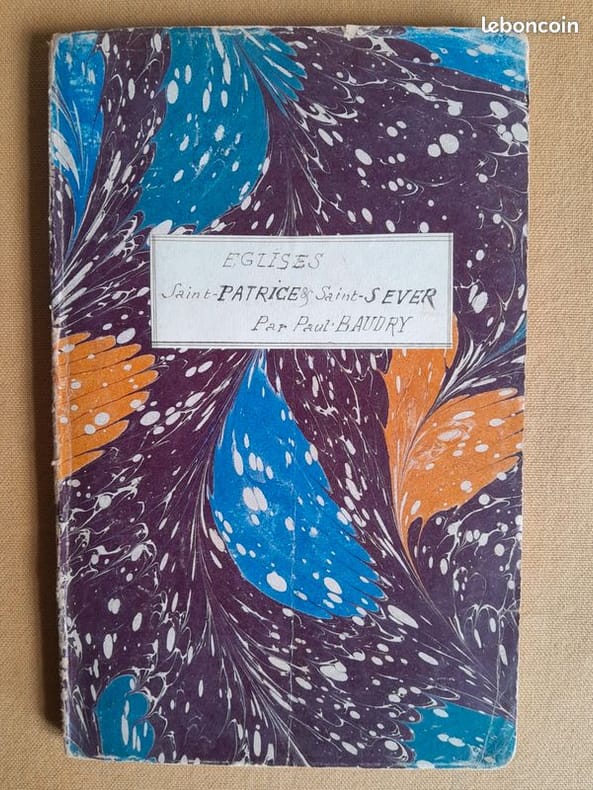 leboncoin
EGLISES
Saint-PATRICE & Saint-SEVER
Par Paul BAUDRY